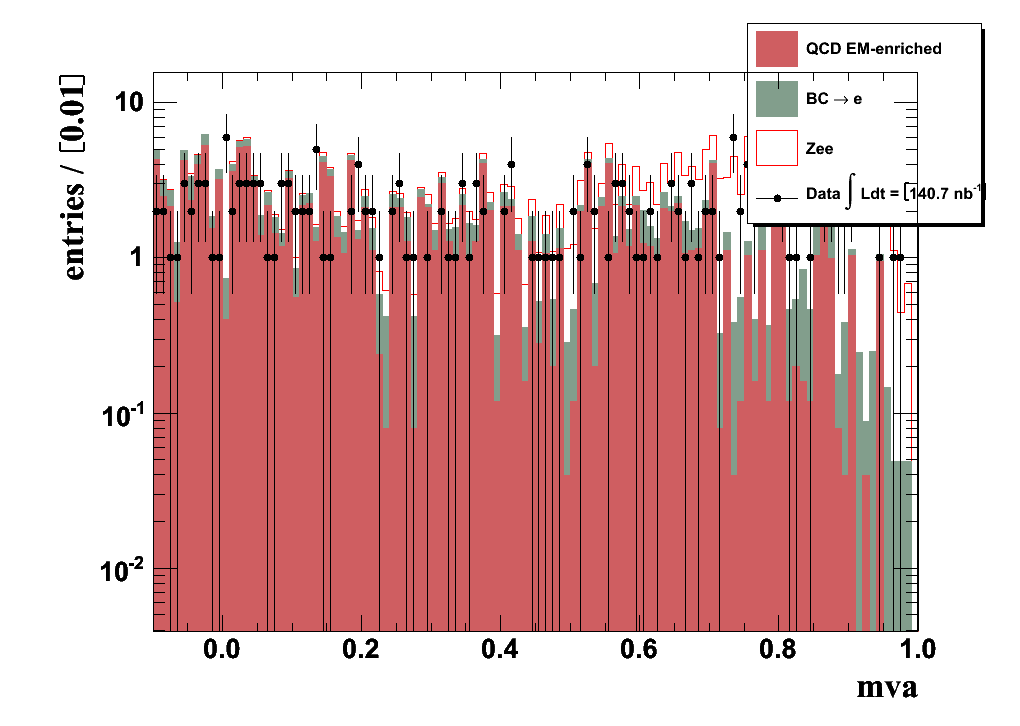 QCD EM-enriched
BC → e
Zee
Data ∫ Ldt = [140.7 nb⁻¹
entries / [0.01]
10
1
10⁻¹
10⁻²
0.0 0.2 0.4 0.6 0.8 1.0
mva